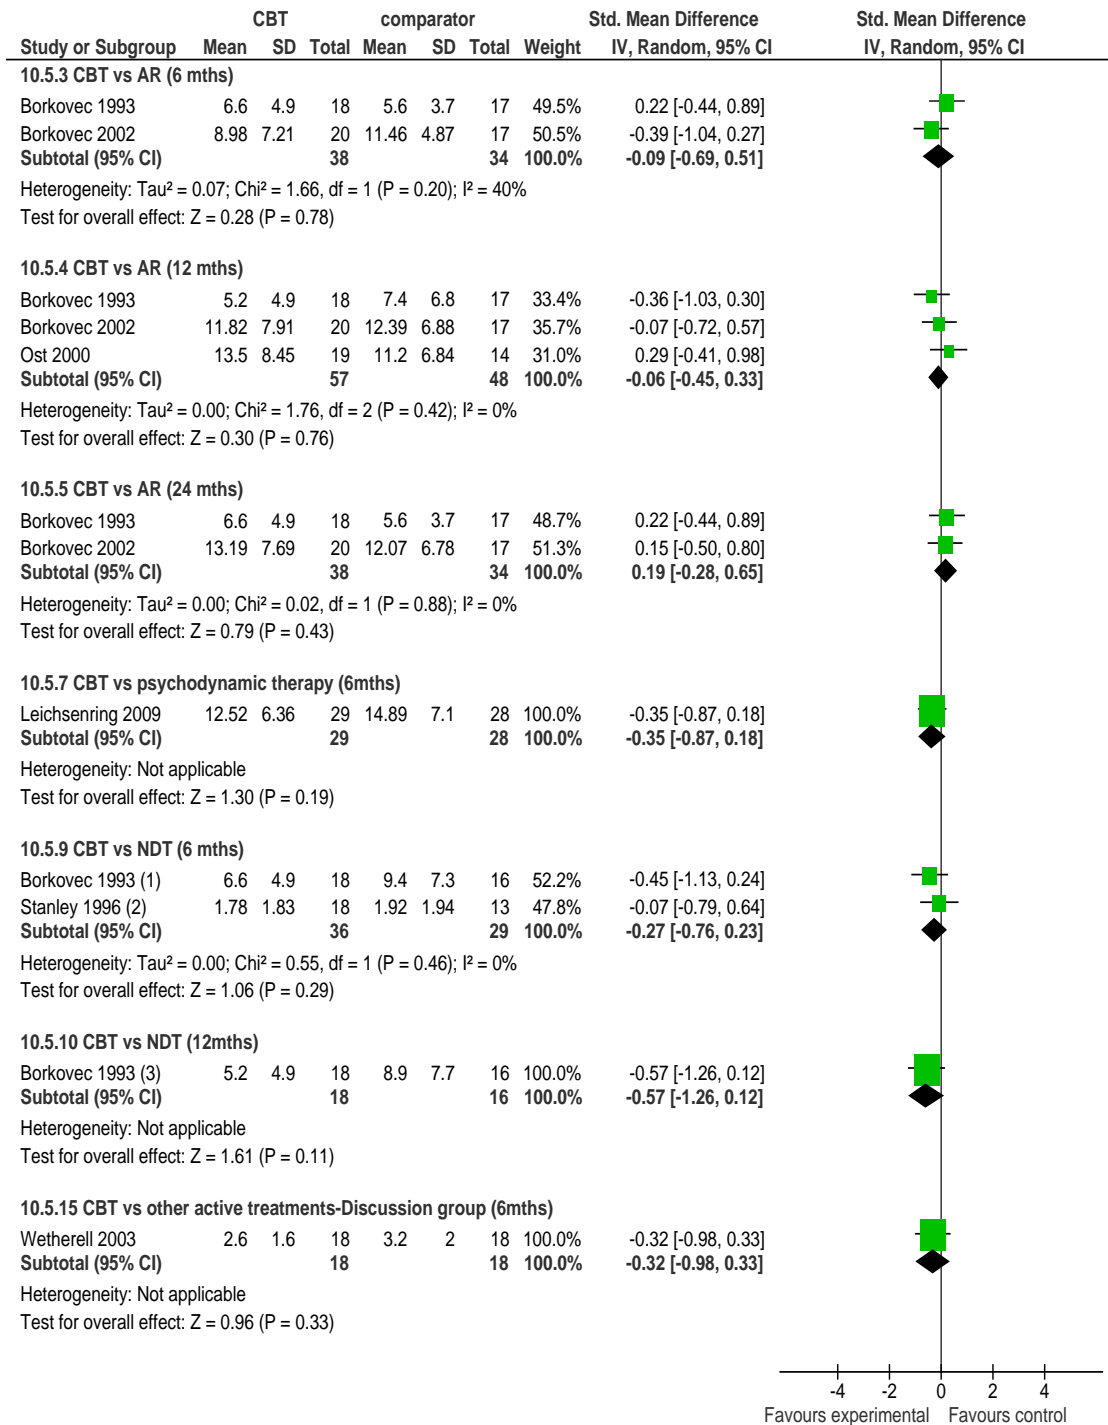 CBT comparator Std. Mean Difference Std. Mean Difference
Study or Subgroup Mean SD Total Mean SD Total Weight IV, Random, 95% CI IV, Random, 95% CI
10.5.3 CBT vs AR (6 mths)
Borkovec 1993 6.6 4.9 18 5.6 3.7 17 49.5% 0.22 [-0.44, 0.89]
Borkovec 2002 8.98 7.21 20 11.46 4.87 17 50.5% -0.39 [-1.04, 0.27]
Subtotal (95% CI) 38 34 100.0% -0.09 [-0.69, 0.51]
Heterogeneity: Tau² = 0.07; Chi² = 1.66, df = 1 (P = 0.20); I² = 40%
Test for overall effect: Z = 0.28 (P = 0.78)
10.5.4 CBT vs AR (12 mths)
Borkovec 1993 5.2 4.9 18 7.4 6.8 17 33.4% -0.36 [-1.03, 0.30]
Borkovec 2002 11.82 7.91 20 12.39 6.88 17 35.7% -0.07 [-0.72, 0.57]
Ost 2000 13.5 8.45 19 11.2 6.84 14 31.0% 0.29 [-0.41, 0.98]
Subtotal (95% CI) 57 48 100.0% -0.06 [-0.45, 0.33]
Heterogeneity: Tau² = 0.00; Chi² = 1.76, df = 2 (P = 0.42); I² = 0%
Test for overall effect: Z = 0.30 (P = 0.76)
10.5.5 CBT vs AR (24 mths)
Borkovec 1993 6.6 4.9 18 5.6 3.7 17 48.7% 0.22 [-0.44, 0.89]
Borkovec 2002 13.19 7.69 20 12.07 6.78 17 51.3% 0.15 [-0.50, 0.80]
Subtotal (95% CI) 38 34 100.0% 0.19 [-0.28, 0.65]
Heterogeneity: Tau² = 0.00; Chi² = 0.02, df = 1 (P = 0.88); I² = 0%
Test for overall effect: Z = 0.79 (P = 0.43)
10.5.7 CBT vs psychodynamic therapy (6mths)
Leichsenring 2009 12.52 6.36 29 14.89 7.1 28 100.0% -0.35 [-0.87, 0.18]
Subtotal (95% CI) 29 28 100.0% -0.35 [-0.87, 0.18]
Heterogeneity: Not applicable
Test for overall effect: Z = 1.30 (P = 0.19)
10.5.9 CBT vs NDT (6 mths)
Borkovec 1993 (1) 6.6 4.9 18 9.4 7.3 16 52.2% -0.45 [-1.13, 0.24]
Stanley 1996 (2) 1.78 1.83 18 1.92 1.94 13 47.8% -0.07 [-0.79, 0.64]
Subtotal (95% CI) 36 29 100.0% -0.27 [-0.76, 0.23]
Heterogeneity: Tau² = 0.00; Chi² = 0.55, df = 1 (P = 0.46); I² = 0%
Test for overall effect: Z = 1.06 (P = 0.29)
10.5.10 CBT vs NDT (12mths)
Borkovec 1993 (3) 5.2 4.9 18 8.9 7.7 16 100.0% -0.57 [-1.26, 0.12]
Subtotal (95% CI) 18 16 100.0% -0.57 [-1.26, 0.12]
Heterogeneity: Not applicable
Test for overall effect: Z = 1.61 (P = 0.11)
10.5.15 CBT vs other active treatments-Discussion group (6mths)
Wetherell 2003 2.6 1.6 18 3.2 2 18 100.0% -0.32 [-0.98, 0.33]
Subtotal (95% CI) 18 18 100.0% -0.32 [-0.98, 0.33]
Heterogeneity: Not applicable
Test for overall effect: Z = 0.96 (P = 0.33)
-4 -2 0 2 4
Favours experimental Favours control